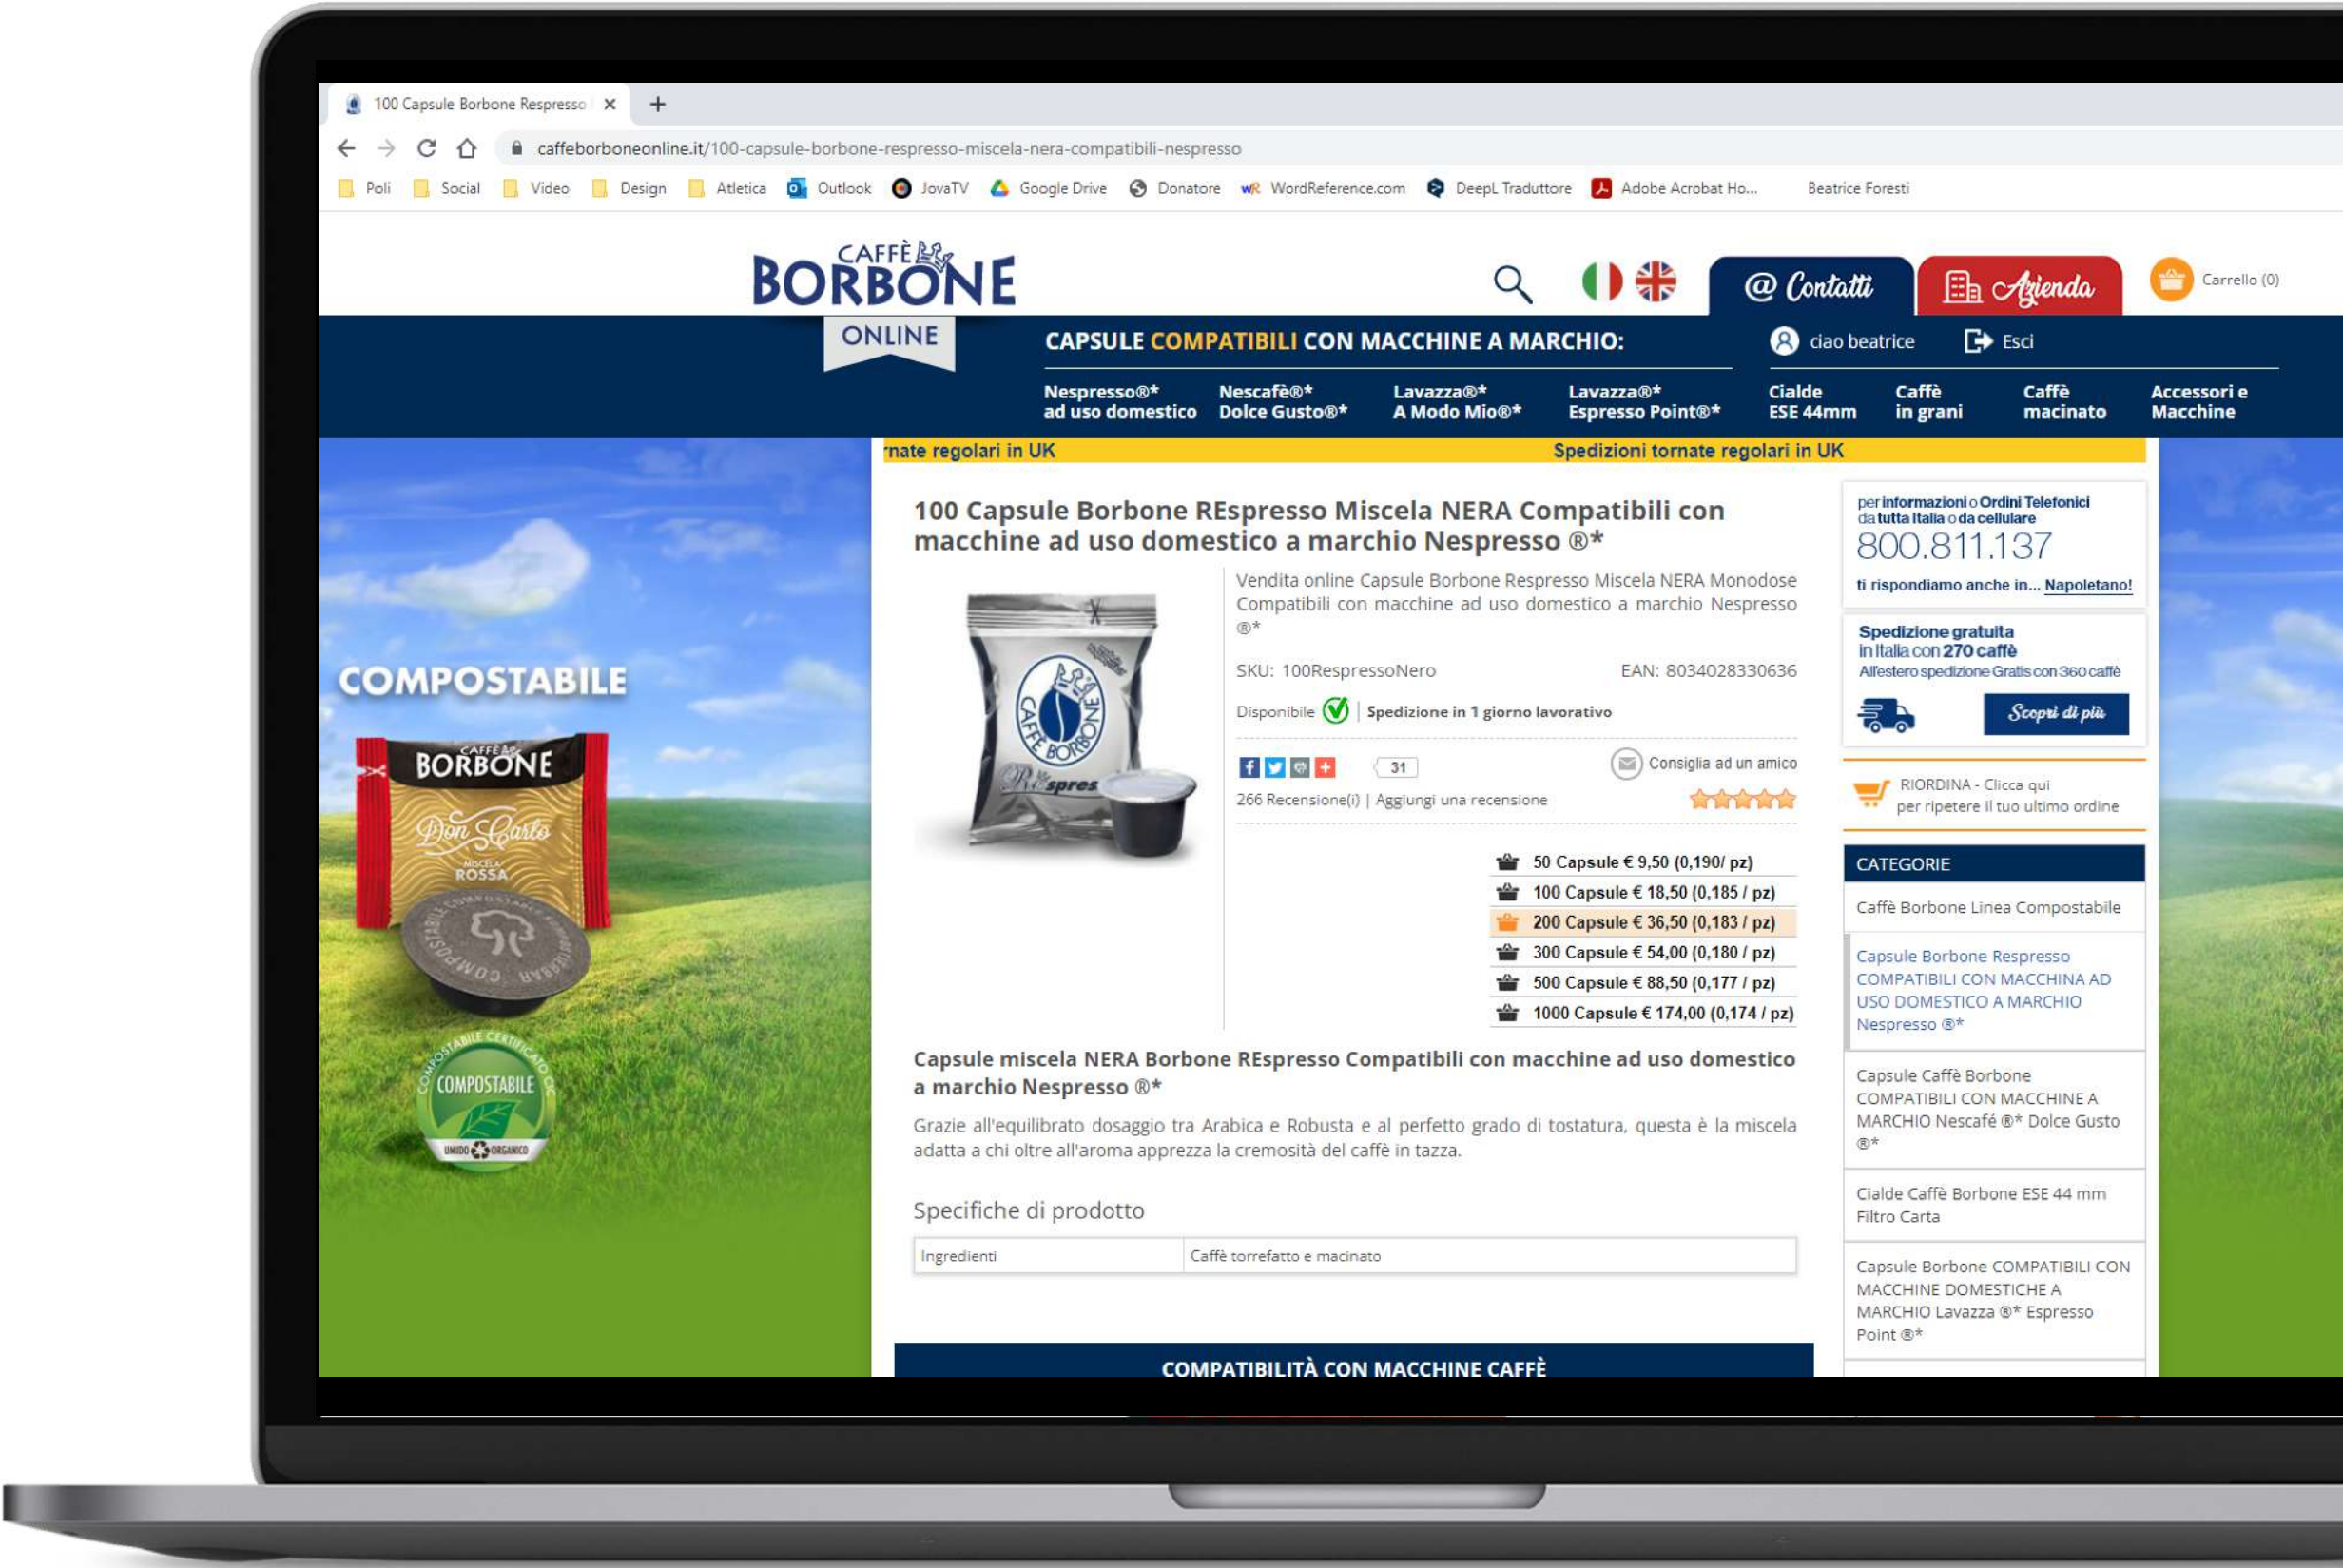 100 Capsule Borbone Respresso
caffeborboneonline.it/100-capsule-borbone-respresso-miscela-nera-compatibili-nespresso
Poli Social Video Design Atletica Outlook JovaTV Google Drive Donatore WordReference.com DeepL Traduttore Adobe Acrobat Ho... Beatrice Foresti
CAFFÈ
BORBONE
ONLINE
@ Contatti
Azienda
Carrello (0)
CAPSULE COMPATIBILI CON MACCHINE A MARCHIO:
ciao beatrice
Esci
Nespresso®*
ad uso domestico
Nescafè®*
Dolce Gusto®*
Lavazza®*
A Modo Mio®*
Lavazza®*
Espresso Point®*
Cialde
ESE 44mm
Caffè
in grani
Caffè
macinato
Accessori e
Macchine
rnate regolari in UK
Spedizioni tornate regolari in UK
COMPOSTABILE
CAFFÈ
BORBONE
Don Carlo
MISCELA
ROSSA
COMPOSTABILE
COMPOSTABILE CERTIFICATO CIC
COMPOSTABILE
UMIDO ORGANICO
100 Capsule Borbone REspresso Miscela NERA Compatibili con
macchine ad uso domestico a marchio Nespresso ®*
CAFFÈ BORBONE
Respres
Vendita online Capsule Borbone Respresso Miscela NERA Monodose
Compatibili con macchine ad uso domestico a marchio Nespresso
®*
SKU: 100RespressoNero
EAN: 8034028330636
Disponibile | Spedizione in 1 giorno lavorativo
31
Consiglia ad un amico
266 Recensione(i) | Aggiungi una recensione
50 Capsule € 9,50 (0,190/ pz)
100 Capsule € 18,50 (0,185 / pz)
200 Capsule € 36,50 (0,183 / pz)
300 Capsule € 54,00 (0,180 / pz)
500 Capsule € 88,50 (0,177 / pz)
1000 Capsule € 174,00 (0,174 / pz)
Capsule miscela NERA Borbone REspresso Compatibili con macchine ad uso domestico
a marchio Nespresso ®*
Grazie all'equilibrato dosaggio tra Arabica e Robusta e al perfetto grado di tostatura, questa è la miscela
adatta a chi oltre all'aroma apprezza la cremosità del caffè in tazza.
Specifiche di prodotto
Ingredienti
Caffè torrefatto e macinato
COMPATIBILITÀ CON MACCHINE CAFFÈ
per informazioni o Ordini Telefonici
da tutta Italia o da cellulare
800.811.137
ti rispondiamo anche in... Napoletano!
Spedizione gratuita
in Italia con 270 caffè
All'estero spedizione Gratis con 360 caffè
Scopri di più
RIORDINA - Clicca qui
per ripetere il tuo ultimo ordine
CATEGORIE
Caffè Borbone Linea Compostabile
Capsule Borbone Respresso
COMPATIBILI CON MACCHINA AD
USO DOMESTICO A MARCHIO
Nespresso ®*
Capsule Caffè Borbone
COMPATIBILI CON MACCHINE A
MARCHIO Nescafé ®* Dolce Gusto
®*
Cialde Caffè Borbone ESE 44 mm
Filtro Carta
Capsule Borbone COMPATIBILI CON
MACCHINE DOMESTICHE A
MARCHIO Lavazza ®* Espresso
Point ®*